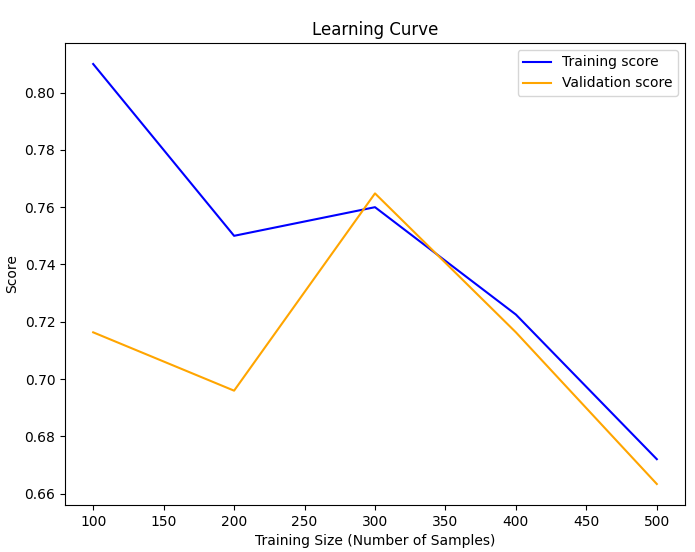 Learning Curve
Training score
Validation score
0.80
0.78
0.76
0.74
0.72
0.70
0.68
0.66
Score
100 150 200 250 300 350 400 450 500
Training Size (Number of Samples)